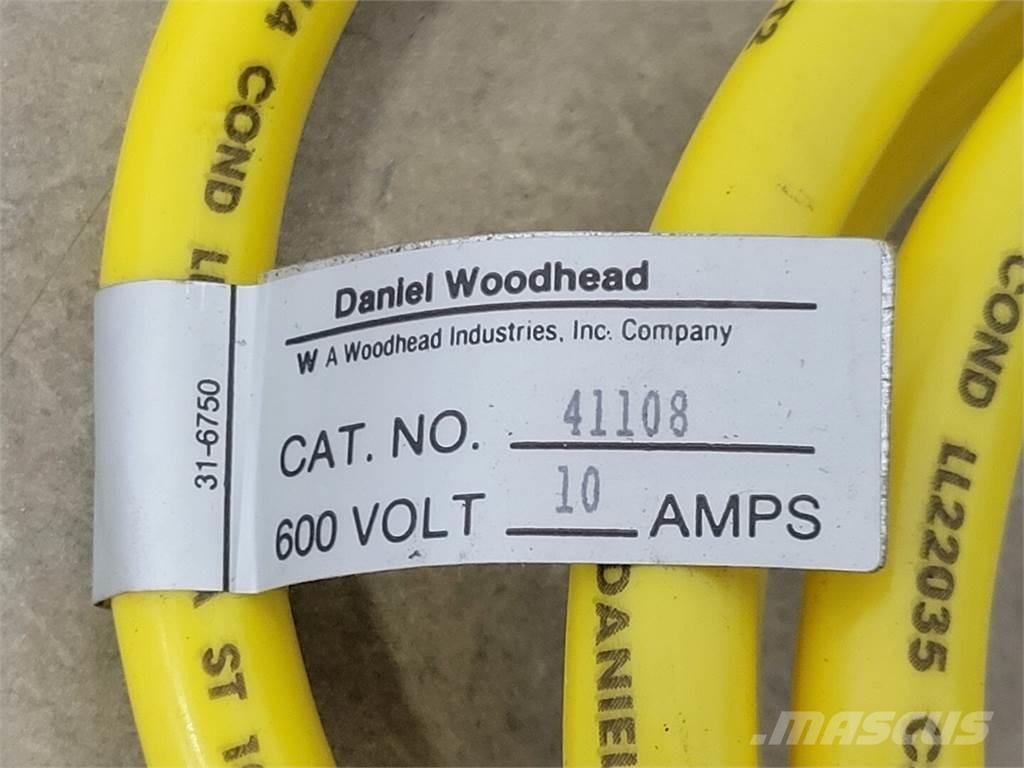 Daniel Woodhead
W A Woodhead Industries, Inc. Company
CAT. NO. 41108
600 VOLT 10 AMPS
31-6750
COND
ST
DANIEL
COND LL22035
MASCUS